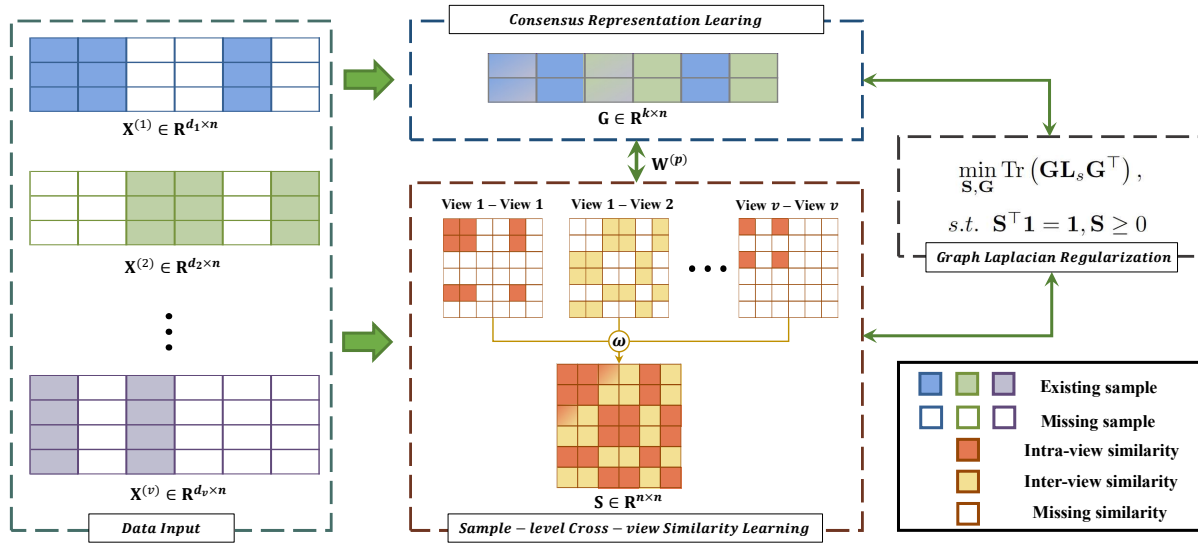 X^{(1)} ∈ R^{d_1×n}
X^{(2)} ∈ R^{d_2×n}
X^{(v)} ∈ R^{d_v×n}
Data Input
Consensus Representation Learing
G ∈ R^{k×n}
W^{(p)}
View 1 – View 1
View 1 – View 2
View v – View v
ω
S ∈ R^{n×n}
Sample – level Cross – view Similarity Learning
min_{S,G} Tr (GL_sG^⊤) ,
s.t. S^⊤1 = 1, S ≥ 0
Graph Laplacian Regularization
Existing sample
Missing sample
Intra-view similarity
Inter-view similarity
Missing similarity